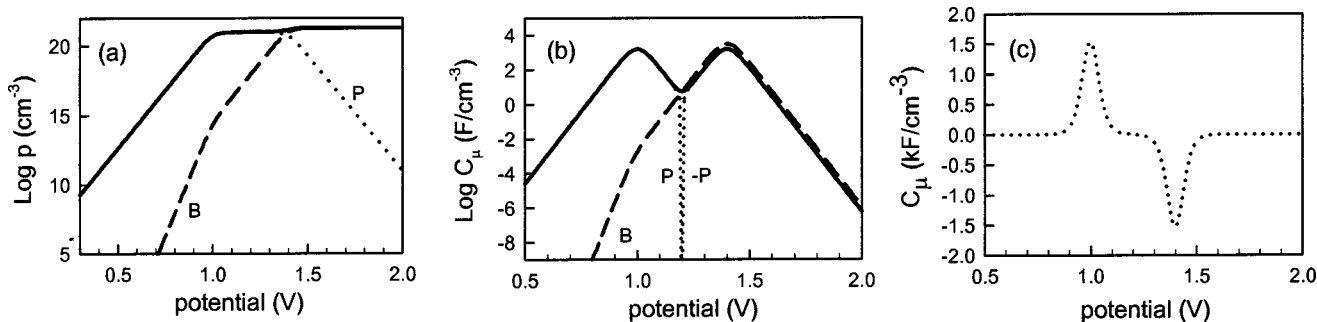 (a)
Log p (cm⁻³)
20
15
10
5
P
B
0.5 1.0 1.5 2.0
potential (V)
(b)
Log Cμ (F/cm⁻³)
4
2
0
-2
-4
-6
-8
P -P
B
0.5 1.0 1.5 2.0
potential (V)
(c)
Cμ (kF/cm⁻³)
2.0
1.5
1.0
0.5
0.0
-0.5
-1.0
-1.5
-2.0
0.5 1.0 1.5 2.0
potential (V)